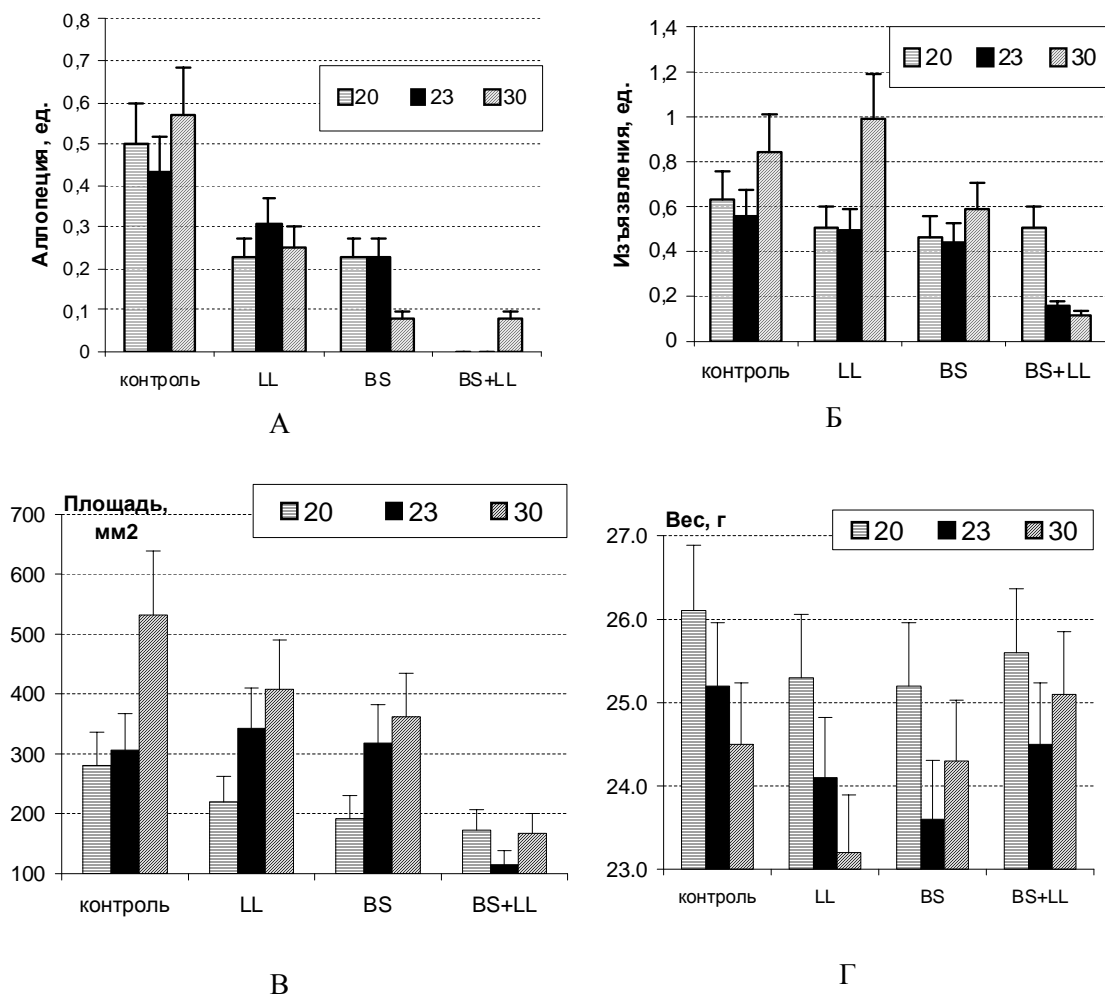 0,8
0,7
0,6
0,5
0,4
0,3
0,2
0,1
0
Аллопеция, ед.
20 23 30
контроль LL BS BS+LL
А
1,4
1,2
1
0,8
0,6
0,4
0,2
0
Изъязвления, ед.
20 23 30
контроль LL BS BS+LL
Б
Площадь,
мм2
700
600
500
400
300
200
100
20 23 30
контроль LL BS BS+LL
В
Вес, г
27.0
26.0
25.0
24.0
23.0
20 23 30
контроль LL BS BS+LL
Г